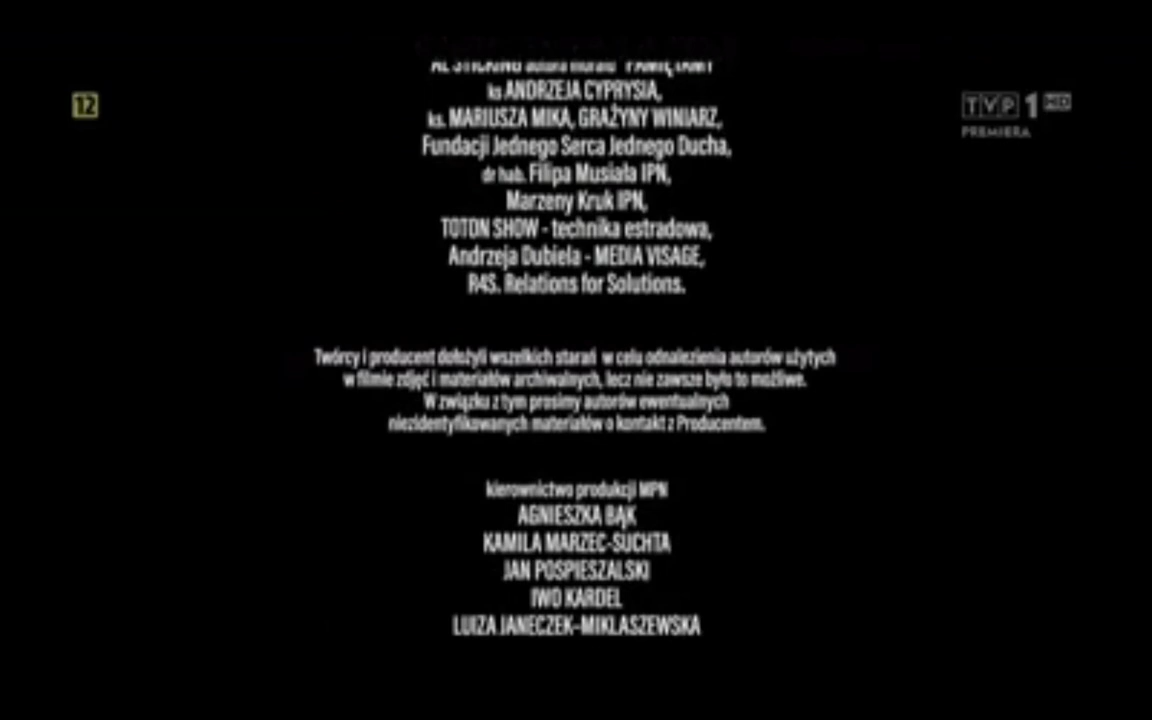 12
TVP 1 HD
PREMIERA
"PAMIĘTAMY"
ks ANDRZEJA CYPRYSIA,
ks. MARIUSZA MIKA, GRAŻYNY WINIARZ,
Fundacji Jednego Serca Jednego Ducha,
dr hab. Filipa Musiała IPN,
Marzeny Kruk IPN,
TOTON SHOW - technika estradowa,
Andrzeja Dubiela - MEDIA VISAGE,
R4S. Relations for Solutions.
Twórcy i producent dołożyli wszelkich starań w celu odnalezienia autorów użytych
w filmie zdjęć i materiałów archiwalnych, lecz nie zawsze było to możliwe.
W związku z tym prosimy autorów ewentualnych
niezidentyfikowanych materiałów o kontakt z Producentem.
kierownictwo produkcji MPN
AGNIESZKA BĄK
KAMILA MARZEC-SUCHTA
JAN POSPIESZALSKI
IWO KARDEL
LUIZA JANECZEK-MIKLASZEWSKA